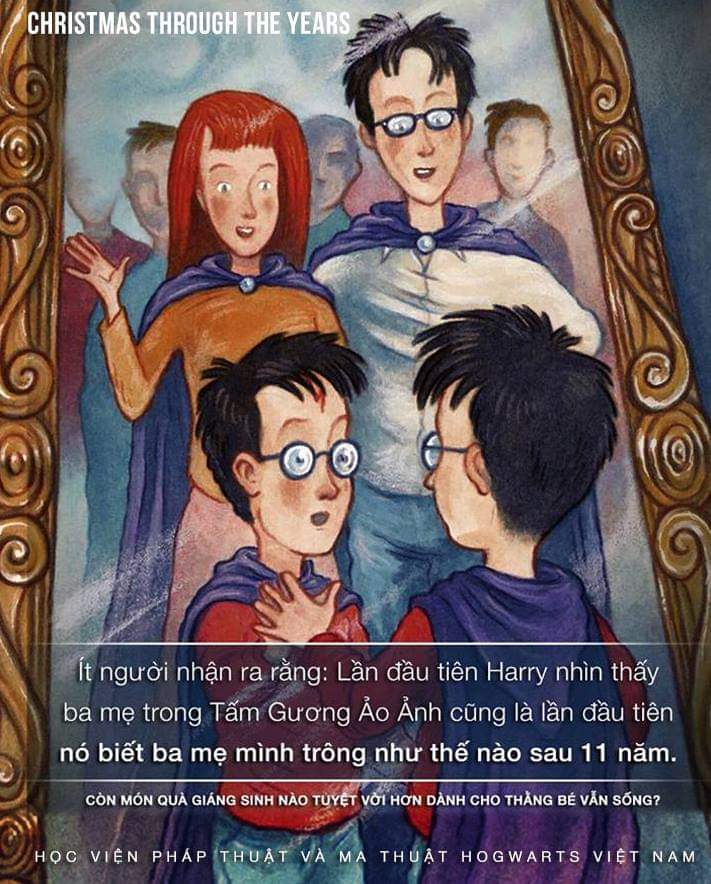 CHRISTMAS THROUGH THE YEARS
Ít người nhận ra rằng: Lần đầu tiên Harry nhìn thấy
ba mẹ trong Tấm Gương Ảo Ảnh cũng là lần đầu tiên
nó biết ba mẹ mình trông như thế nào sau 11 năm.
CÒN MÓN QUÀ GIÁNG SINH NÀO TUYỆT VỜI HƠN DÀNH CHO THẰNG BÉ VẪN SỐNG?
HỌC VIỆN PHÁP THUẬT VÀ MA THUẬT HOGWARTS VIỆT NAM